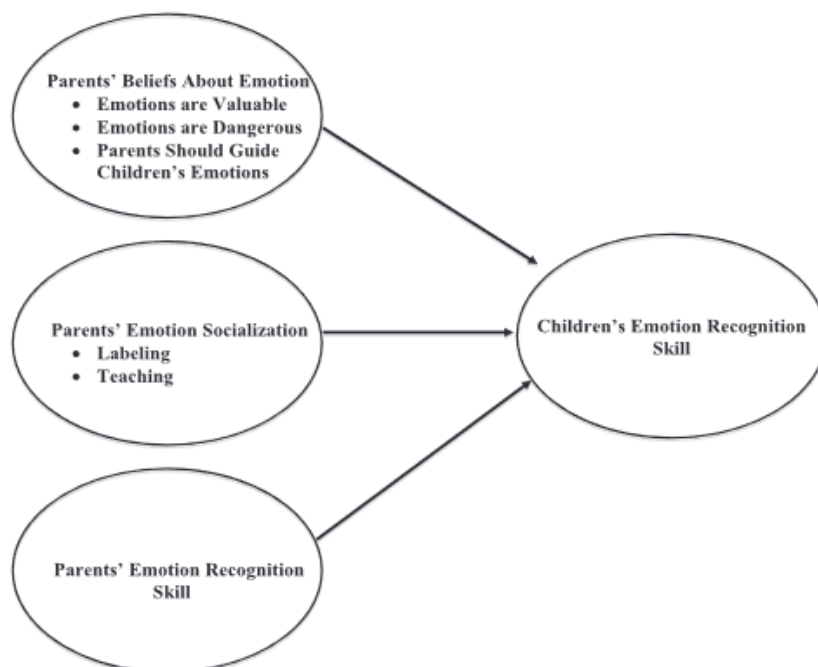 Parents' Beliefs About Emotion
• Emotions are Valuable
• Emotions are Dangerous
• Parents Should Guide
Children's Emotions
Parents' Emotion Socialization
• Labeling
• Teaching
Parents' Emotion Recognition
Skill
Children's Emotion Recognition
Skill